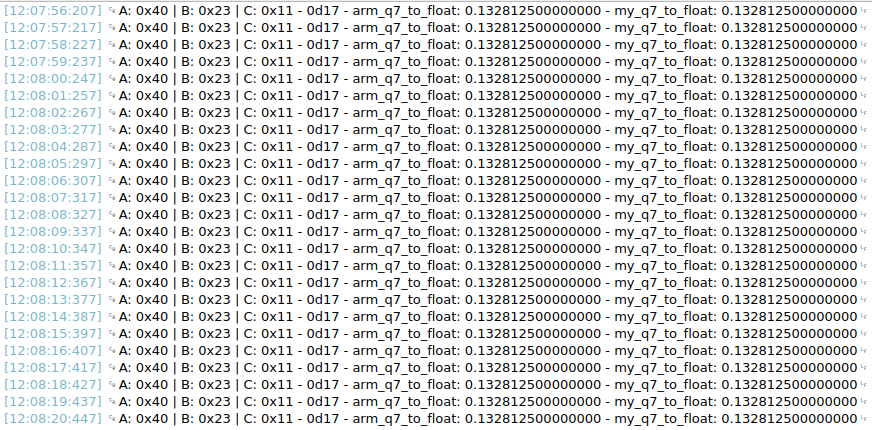 [12:07:56:207] A: 0x40 | B: 0x23 | C: 0x11 - 0d17 - arm_q7_to_float: 0.132812500000000 - my_q7_to_float: 0.132812500000000
[12:07:57:217] A: 0x40 | B: 0x23 | C: 0x11 - 0d17 - arm_q7_to_float: 0.132812500000000 - my_q7_to_float: 0.132812500000000
[12:07:58:227] A: 0x40 | B: 0x23 | C: 0x11 - 0d17 - arm_q7_to_float: 0.132812500000000 - my_q7_to_float: 0.132812500000000
[12:07:59:237] A: 0x40 | B: 0x23 | C: 0x11 - 0d17 - arm_q7_to_float: 0.132812500000000 - my_q7_to_float: 0.132812500000000
[12:08:00:247] A: 0x40 | B: 0x23 | C: 0x11 - 0d17 - arm_q7_to_float: 0.132812500000000 - my_q7_to_float: 0.132812500000000
[12:08:01:257] A: 0x40 | B: 0x23 | C: 0x11 - 0d17 - arm_q7_to_float: 0.132812500000000 - my_q7_to_float: 0.132812500000000
[12:08:02:267] A: 0x40 | B: 0x23 | C: 0x11 - 0d17 - arm_q7_to_float: 0.132812500000000 - my_q7_to_float: 0.132812500000000
[12:08:03:277] A: 0x40 | B: 0x23 | C: 0x11 - 0d17 - arm_q7_to_float: 0.132812500000000 - my_q7_to_float: 0.132812500000000
[12:08:04:287] A: 0x40 | B: 0x23 | C: 0x11 - 0d17 - arm_q7_to_float: 0.132812500000000 - my_q7_to_float: 0.132812500000000
[12:08:05:297] A: 0x40 | B: 0x23 | C: 0x11 - 0d17 - arm_q7_to_float: 0.132812500000000 - my_q7_to_float: 0.132812500000000
[12:08:06:307] A: 0x40 | B: 0x23 | C: 0x11 - 0d17 - arm_q7_to_float: 0.132812500000000 - my_q7_to_float: 0.132812500000000
[12:08:07:317] A: 0x40 | B: 0x23 | C: 0x11 - 0d17 - arm_q7_to_float: 0.132812500000000 - my_q7_to_float: 0.132812500000000
[12:08:08:327] A: 0x40 | B: 0x23 | C: 0x11 - 0d17 - arm_q7_to_float: 0.132812500000000 - my_q7_to_float: 0.132812500000000
[12:08:09:337] A: 0x40 | B: 0x23 | C: 0x11 - 0d17 - arm_q7_to_float: 0.132812500000000 - my_q7_to_float: 0.132812500000000
[12:08:10:347] A: 0x40 | B: 0x23 | C: 0x11 - 0d17 - arm_q7_to_float: 0.132812500000000 - my_q7_to_float: 0.132812500000000
[12:08:11:357] A: 0x40 | B: 0x23 | C: 0x11 - 0d17 - arm_q7_to_float: 0.132812500000000 - my_q7_to_float: 0.132812500000000
[12:08:12:367] A: 0x40 | B: 0x23 | C: 0x11 - 0d17 - arm_q7_to_float: 0.132812500000000 - my_q7_to_float: 0.132812500000000
[12:08:13:377] A: 0x40 | B: 0x23 | C: 0x11 - 0d17 - arm_q7_to_float: 0.132812500000000 - my_q7_to_float: 0.132812500000000
[12:08:14:387] A: 0x40 | B: 0x23 | C: 0x11 - 0d17 - arm_q7_to_float: 0.132812500000000 - my_q7_to_float: 0.132812500000000
[12:08:15:397] A: 0x40 | B: 0x23 | C: 0x11 - 0d17 - arm_q7_to_float: 0.132812500000000 - my_q7_to_float: 0.132812500000000
[12:08:16:407] A: 0x40 | B: 0x23 | C: 0x11 - 0d17 - arm_q7_to_float: 0.132812500000000 - my_q7_to_float: 0.132812500000000
[12:08:17:417] A: 0x40 | B: 0x23 | C: 0x11 - 0d17 - arm_q7_to_float: 0.132812500000000 - my_q7_to_float: 0.132812500000000
[12:08:18:427] A: 0x40 | B: 0x23 | C: 0x11 - 0d17 - arm_q7_to_float: 0.132812500000000 - my_q7_to_float: 0.132812500000000
[12:08:19:437] A: 0x40 | B: 0x23 | C: 0x11 - 0d17 - arm_q7_to_float: 0.132812500000000 - my_q7_to_float: 0.132812500000000
[12:08:20:447] A: 0x40 | B: 0x23 | C: 0x11 - 0d17 - arm_q7_to_float: 0.132812500000000 - my_q7_to_float: 0.132812500000000